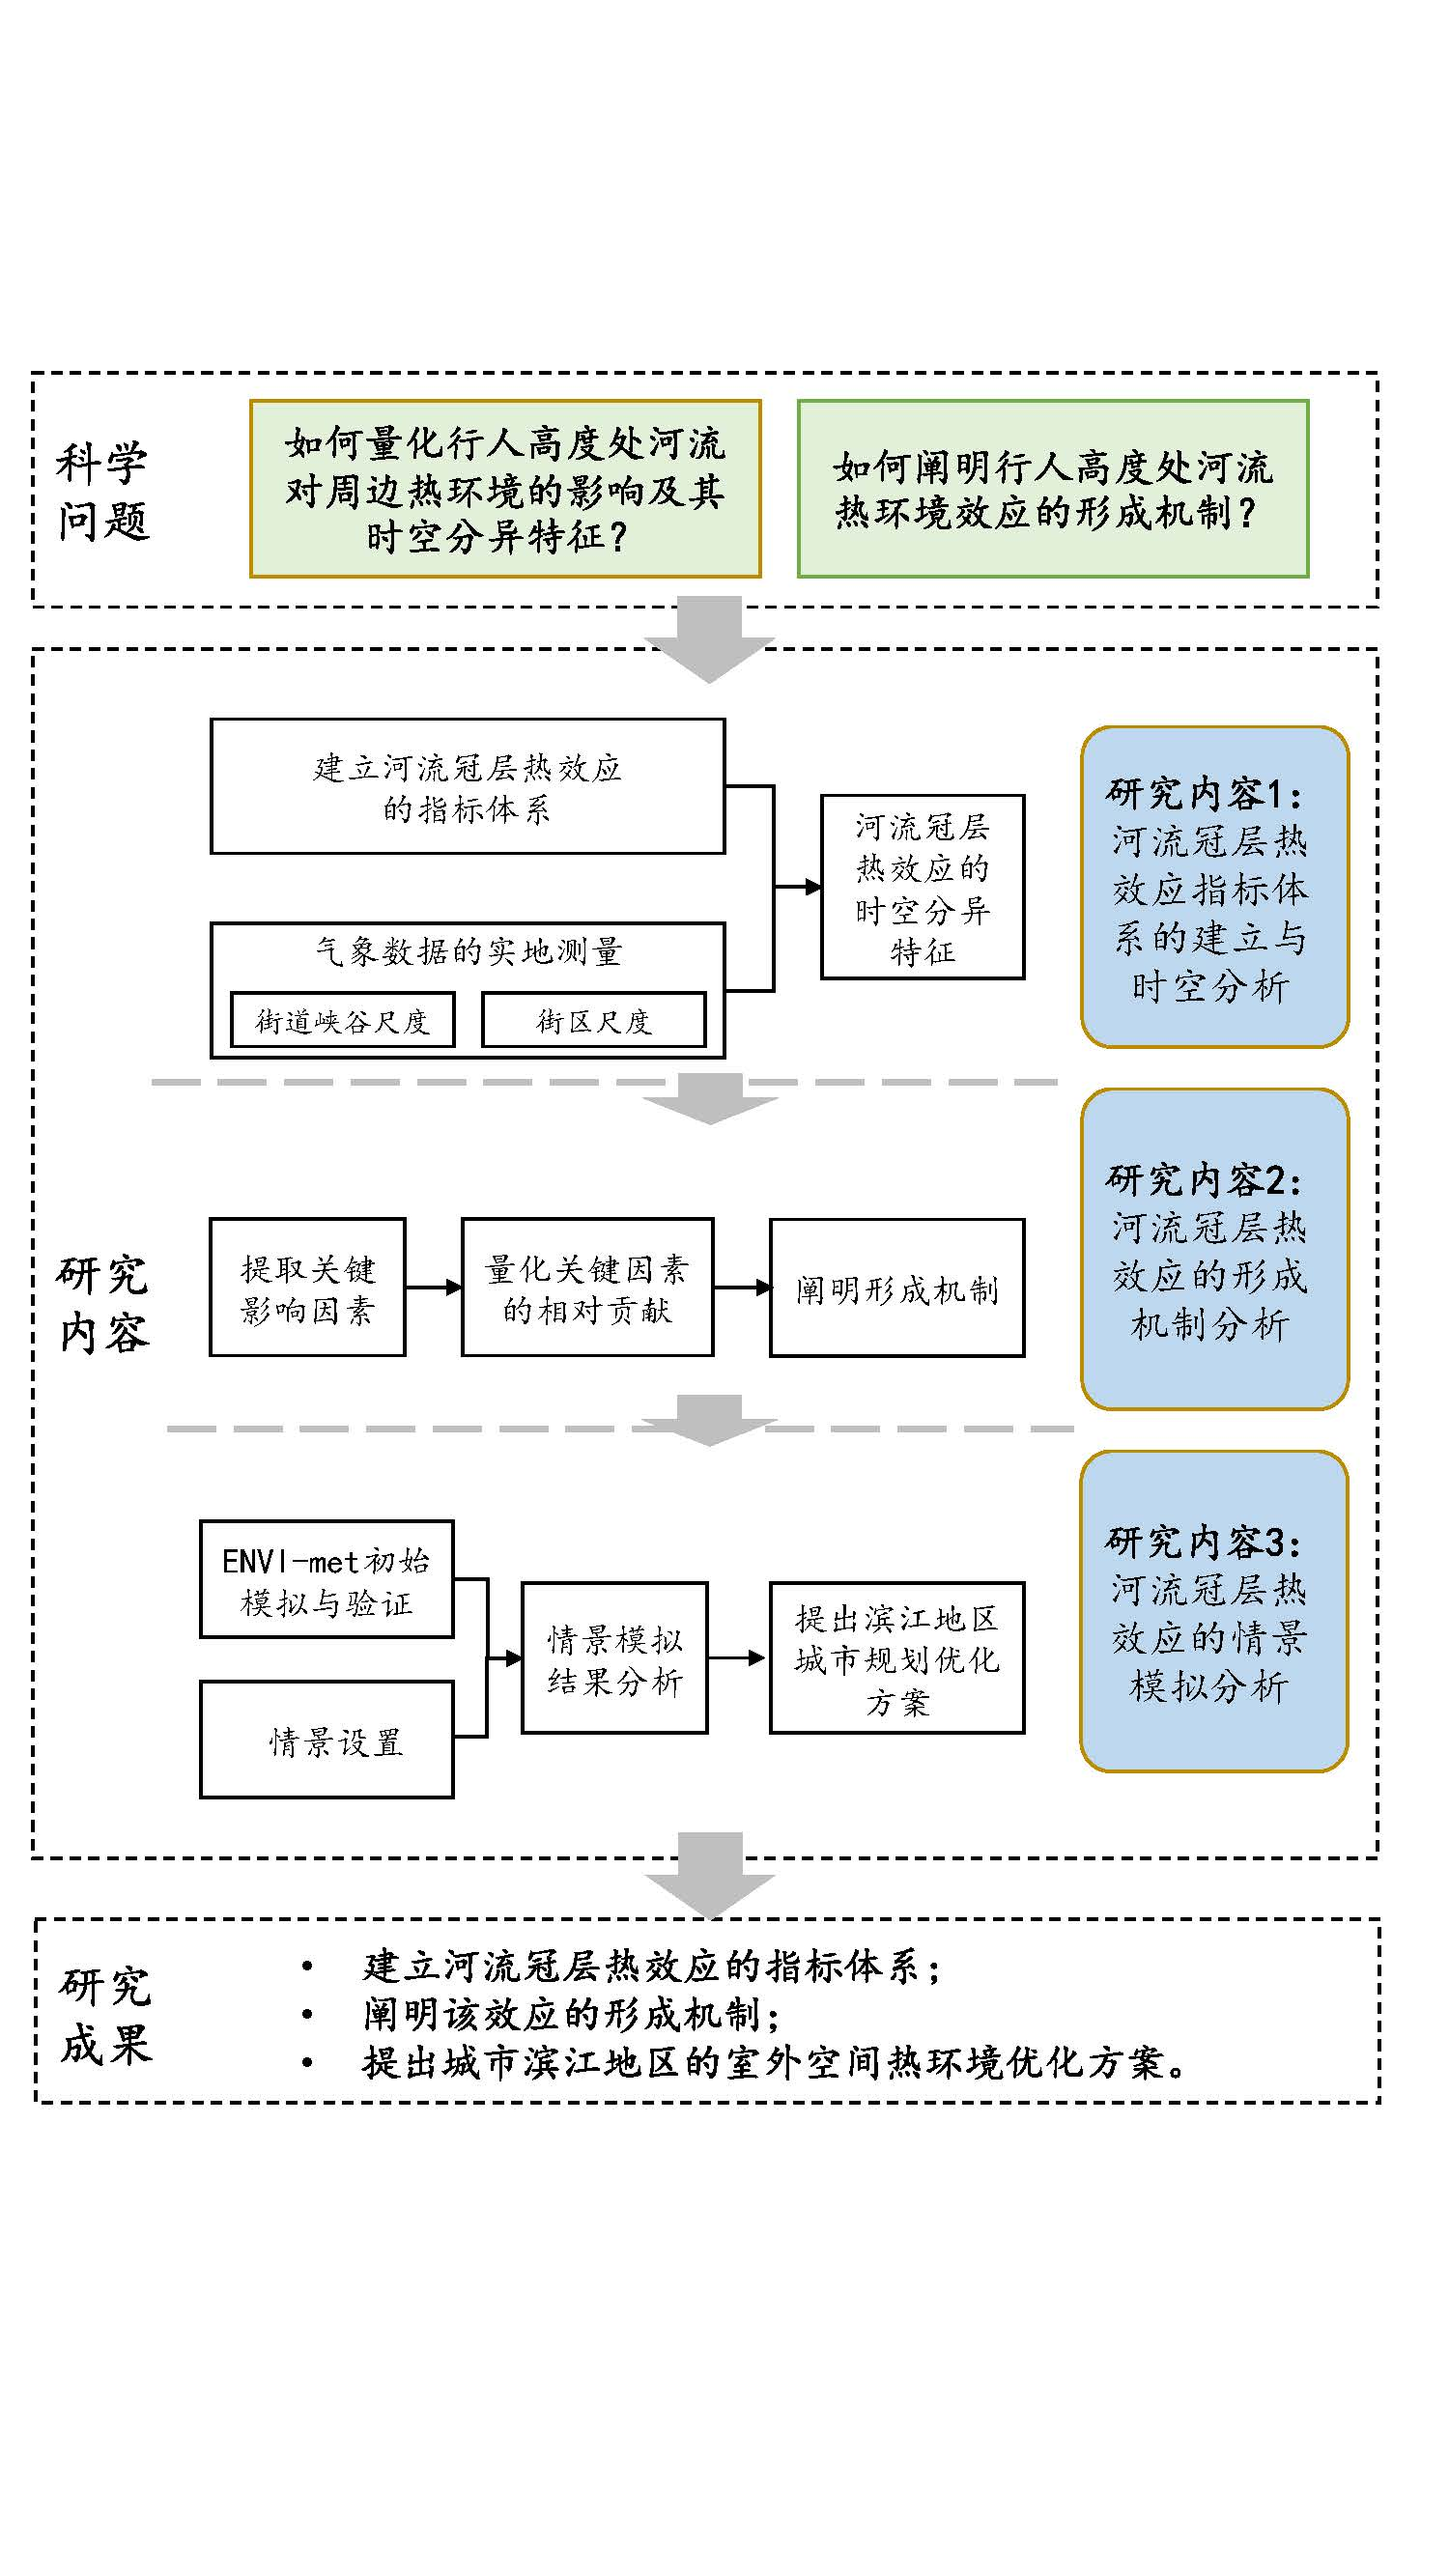 科学
问题
如何量化行人高度处河流
对周边热环境的影响及其
时空分异特征？
如何阐明行人高度处河流
热环境效应的形成机制？
建立河流冠层热效应
的指标体系
气象数据的实地测量
街道峡谷尺度
街区尺度
河流冠层
热效应的
时空分异
特征
研究内容1：
河流冠层热
效应指标体
系的建立与
时空分析
研究
内容
提取关键
影响因素
量化关键因素
的相对贡献
阐明形成机制
研究内容2：
河流冠层热
效应的形成
机制分析
ENVI-met初始
模拟与验证
情景设置
情景模拟
结果分析
提出滨江地区
城市规划优化
方案
研究内容3：
河流冠层热
效应的情景
模拟分析
研究
成果
• 建立河流冠层热效应的指标体系；
• 阐明该效应的形成机制；
• 提出城市滨江地区的室外空间热环境优化方案。